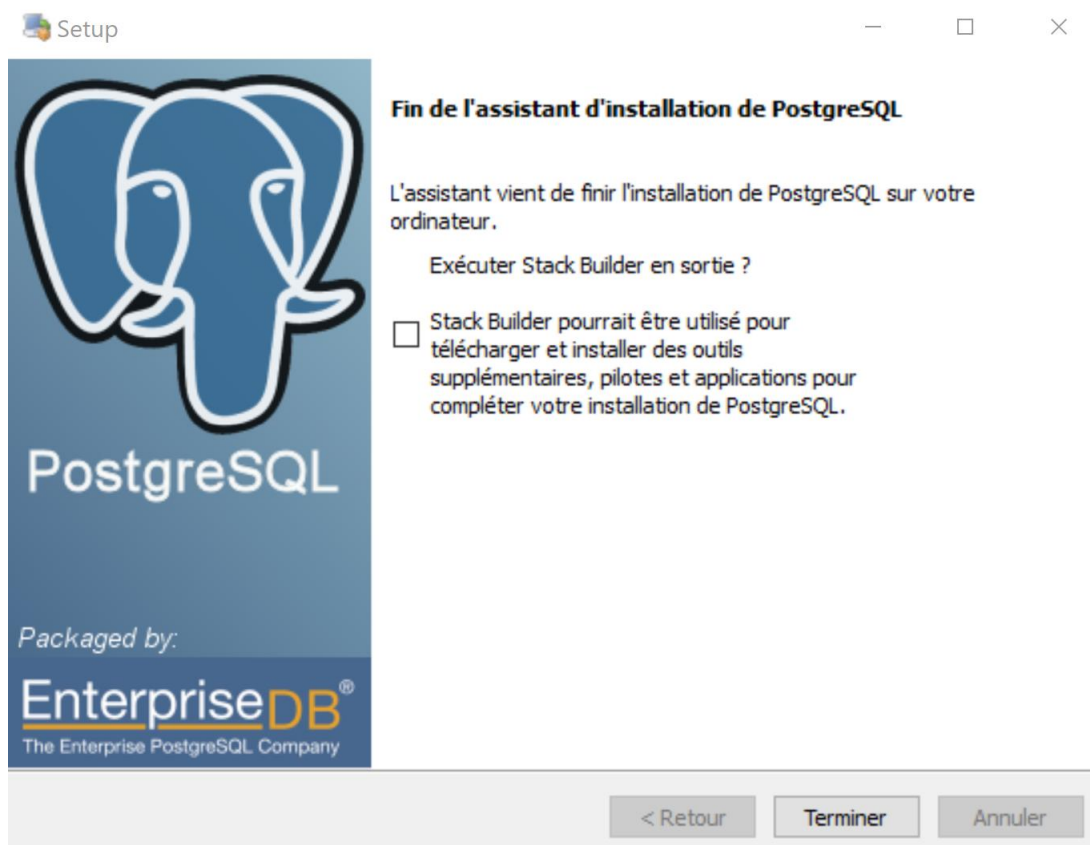 Setup
Fin de l'assistant d'installation de PostgreSQL
L'assistant vient de finir l'installation de PostgreSQL sur votre
ordinateur.
Exécuter Stack Builder en sortie ?
Stack Builder pourrait être utilisé pour
télécharger et installer des outils
supplémentaires, pilotes et applications pour
compléter votre installation de PostgreSQL.
PostgreSQL
Packaged by:
EnterpriseDB®
The Enterprise PostgreSQL Company
< Retour
Terminer
Annuler